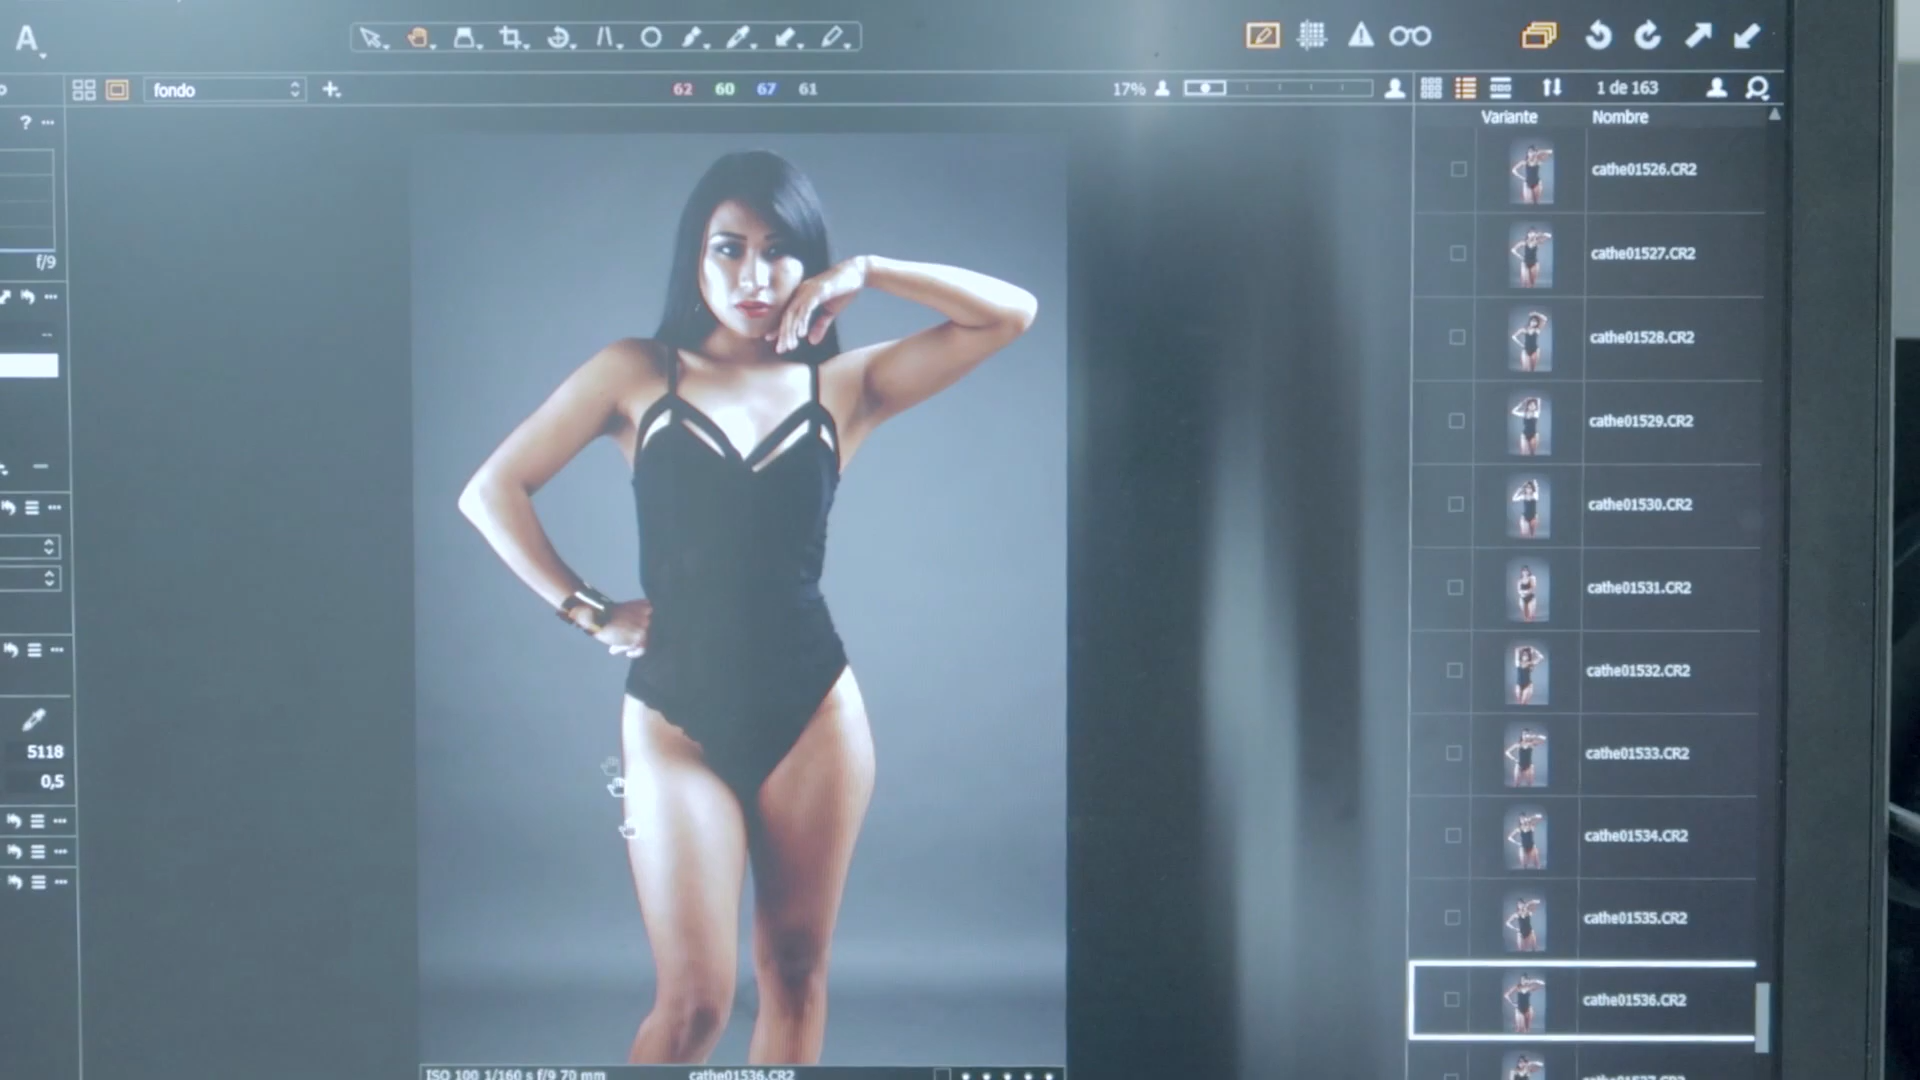 A
fondo
62 60 67 61
17%
1 de 163
?
Variante Nombre
cathe01526.CR2
cathe01527.CR2
f/9
cathe01528.CR2
cathe01529.CR2
cathe01530.CR2
cathe01531.CR2
cathe01532.CR2
5118
cathe01533.CR2
0,5
cathe01534.CR2
cathe01535.CR2
cathe01536.CR2
ISO 100 1/160 s f/9 70 mm cathe01536.CR2